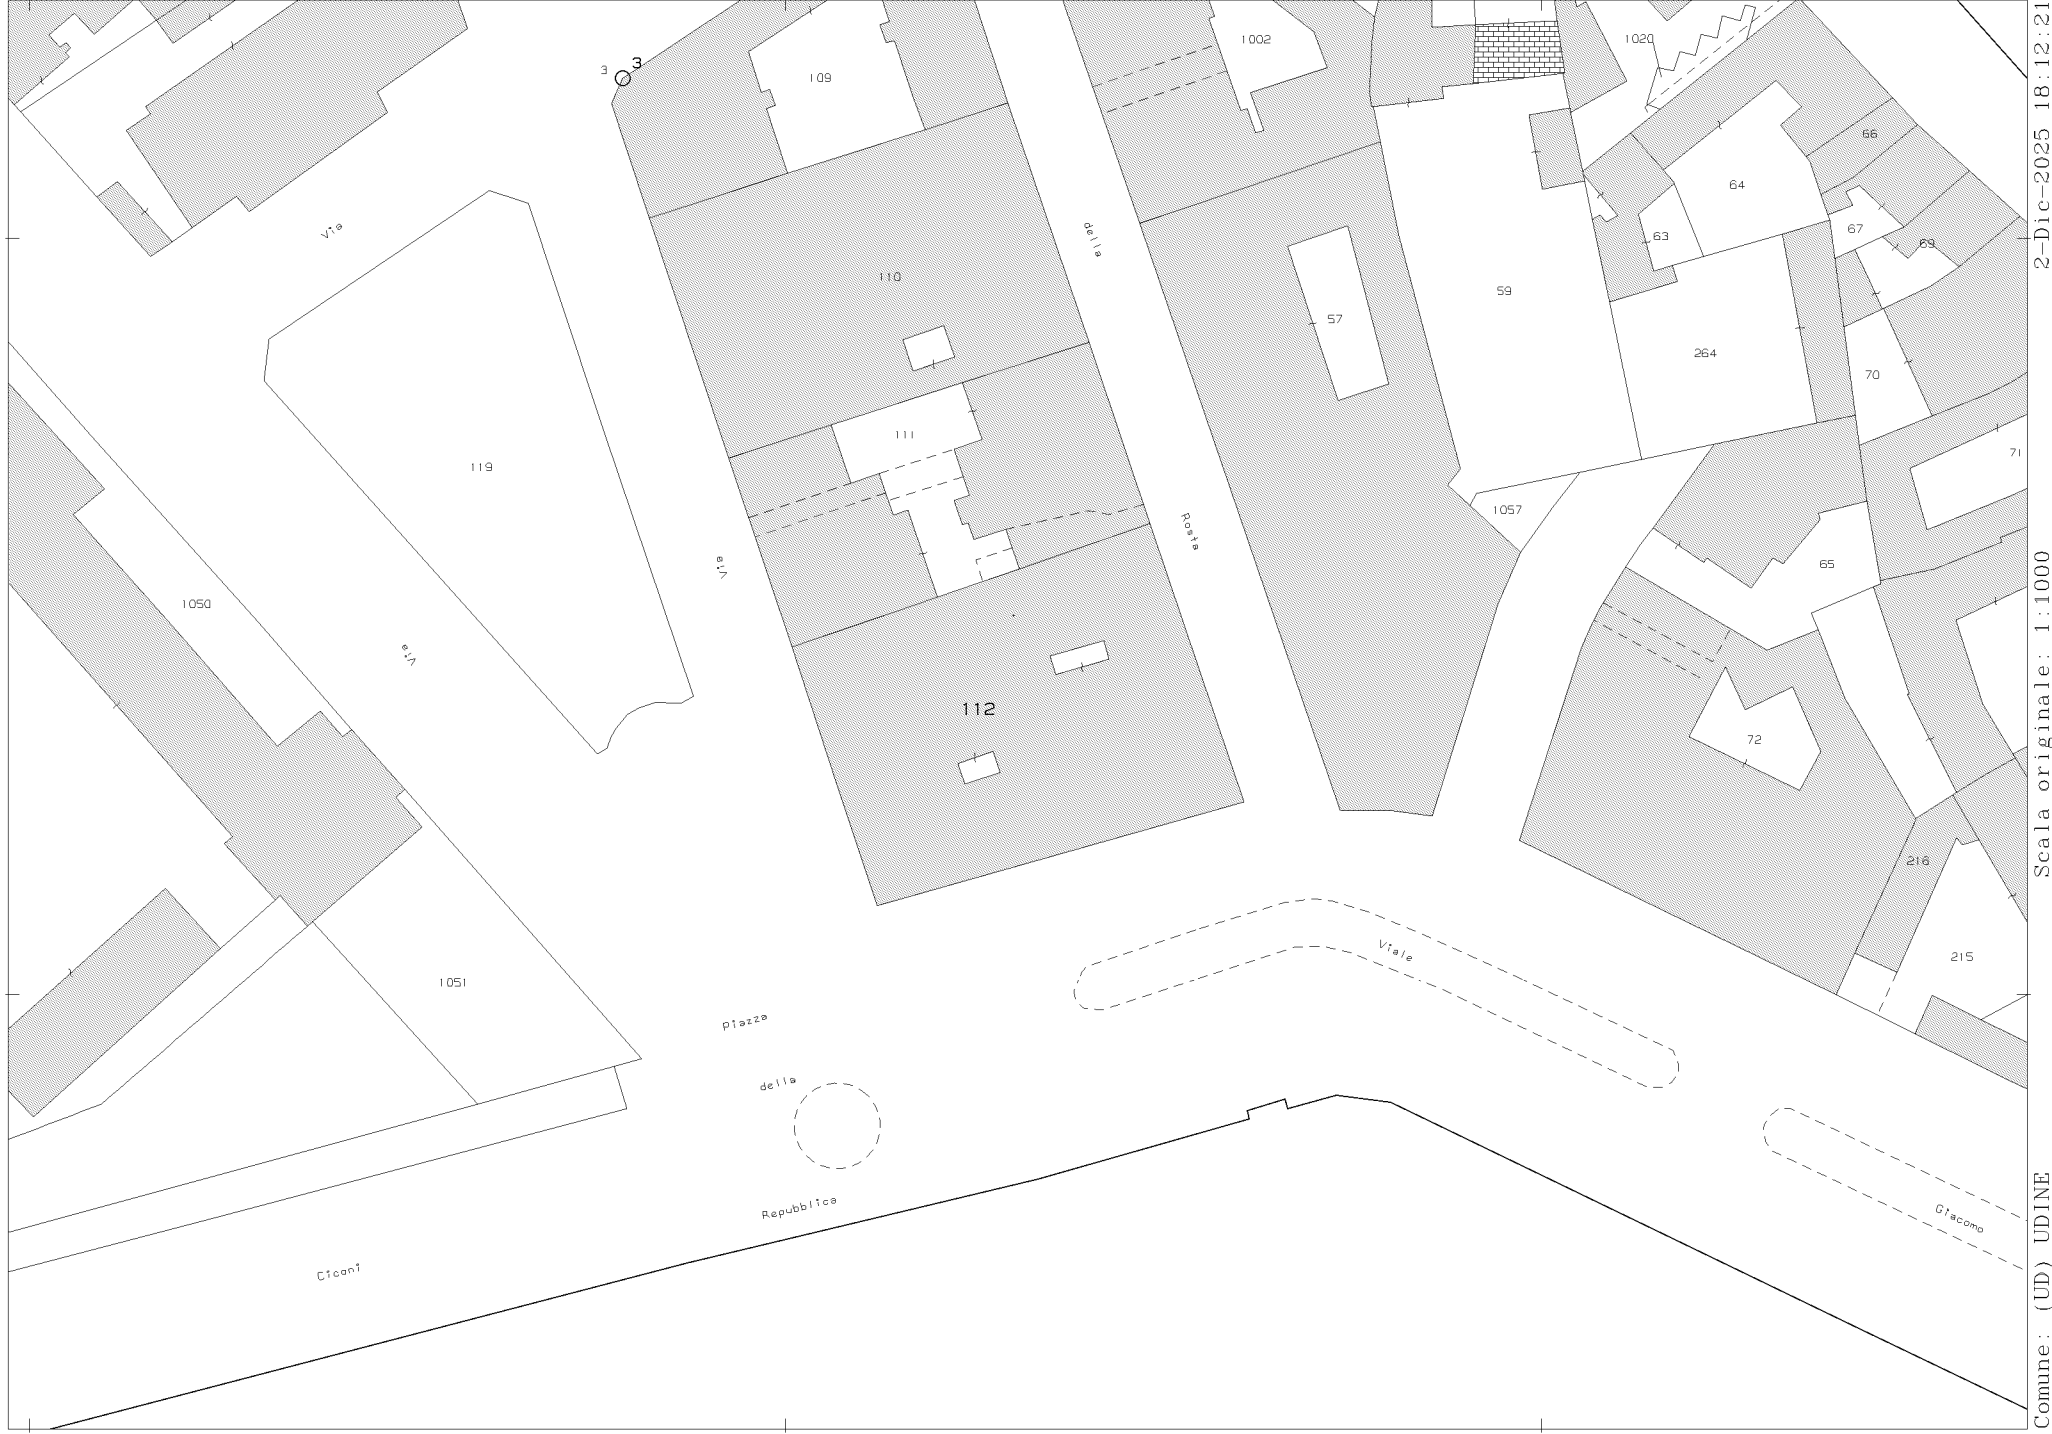 3
3
109
1002
1020
66
64
67
63
69
Via
della
110
57
59
264
70
71
111
119
1057
Rosta
Via
65
1050
Via
112
72
216
215
Viale
1051
Piazza
della
Repubblica
Giacomo
Ciconi
2-Dic-2025 18:12:21
Scala originale: 1:1000
Comune: (UD) UDINE